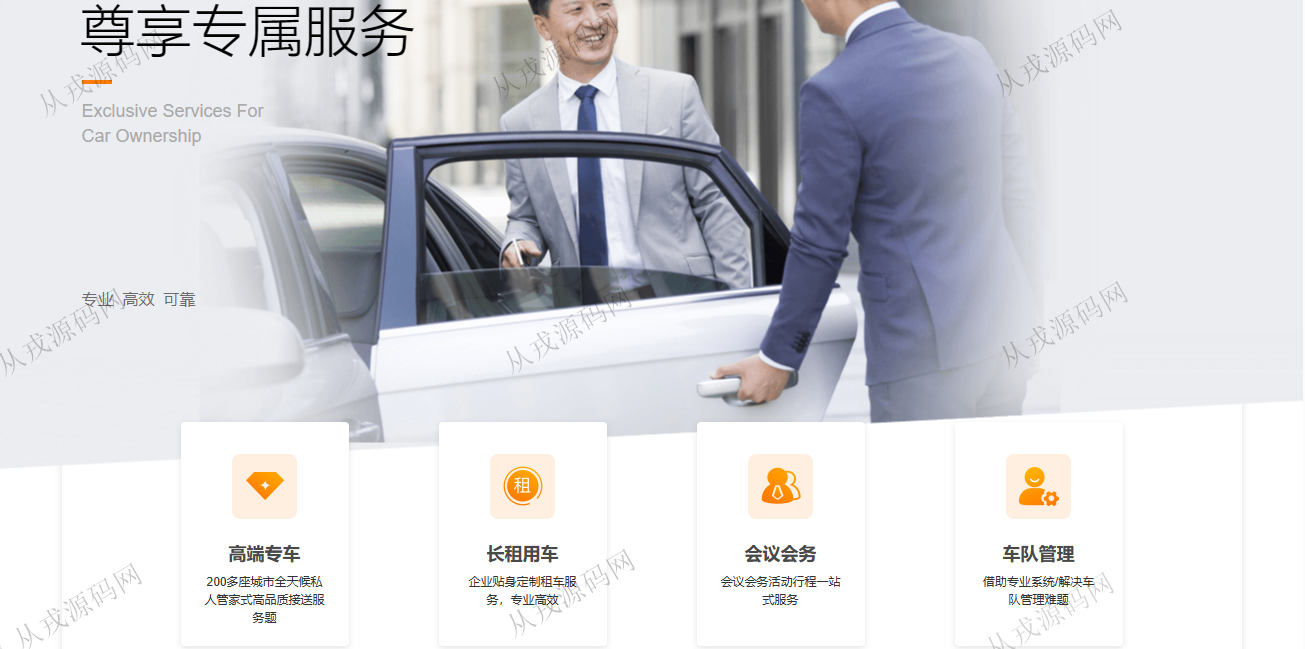 尊享专属服务
Exclusive Services For
Car Ownership
专业 高效 可靠
租
高端专车
200多座城市全天候私
人管家式高品质接送服
务题
长租用车
企业贴身定制租车服
务，专业高效
会议会务
会议会务活动行程一站
式服务
车队管理
借助专业系统/解决车
队管理难题
从戎源码网
从戎源码网
从戎源码网
从戎源码网
从戎源码网
从戎源码网
从戎源码网
从戎源码网
从戎源码网